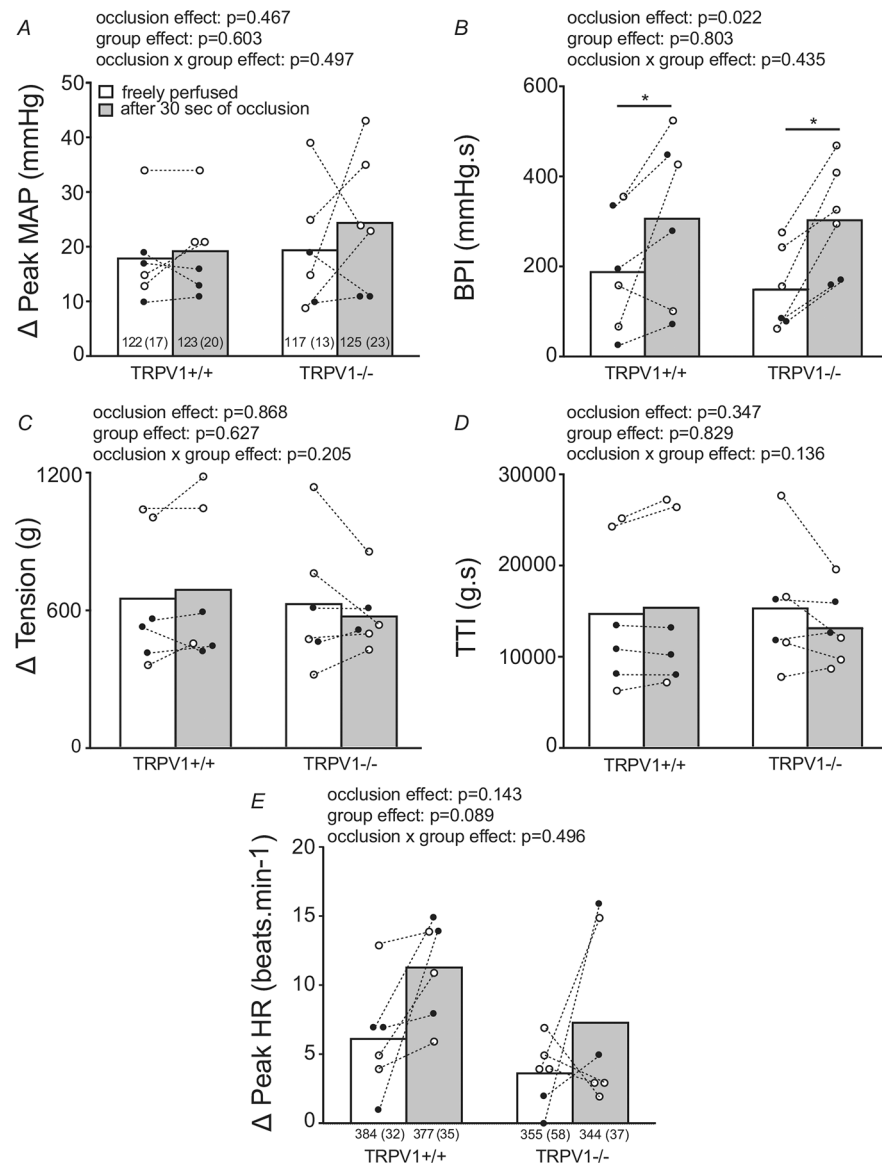 A
occlusion effect: p=0.467
group effect: p=0.603
occlusion x group effect: p=0.497
Δ Peak MAP (mmHg)
50
40
30
20
10
0
freely perfused
after 30 sec of occlusion
122 (17) 123 (20) 117 (13) 125 (23)
TRPV1+/+ TRPV1-/-
B
occlusion effect: p=0.022
group effect: p=0.803
occlusion x group effect: p=0.435
BPI (mmHg.s)
600
400
200
0
* *
TRPV1+/+ TRPV1-/-
C
occlusion effect: p=0.868
group effect: p=0.627
occlusion x group effect: p=0.205
Δ Tension (g)
1200
600
0
TRPV1+/+ TRPV1-/-
D
occlusion effect: p=0.347
group effect: p=0.829
occlusion x group effect: p=0.136
TTI (g.s)
30000
20000
10000
0
TRPV1+/+ TRPV1-/-
E
occlusion effect: p=0.143
group effect: p=0.089
occlusion x group effect: p=0.496
Δ Peak HR (beats.min-1)
20
15
10
5
0
384 (32) 377 (35) 355 (58) 344 (37)
TRPV1+/+ TRPV1-/-